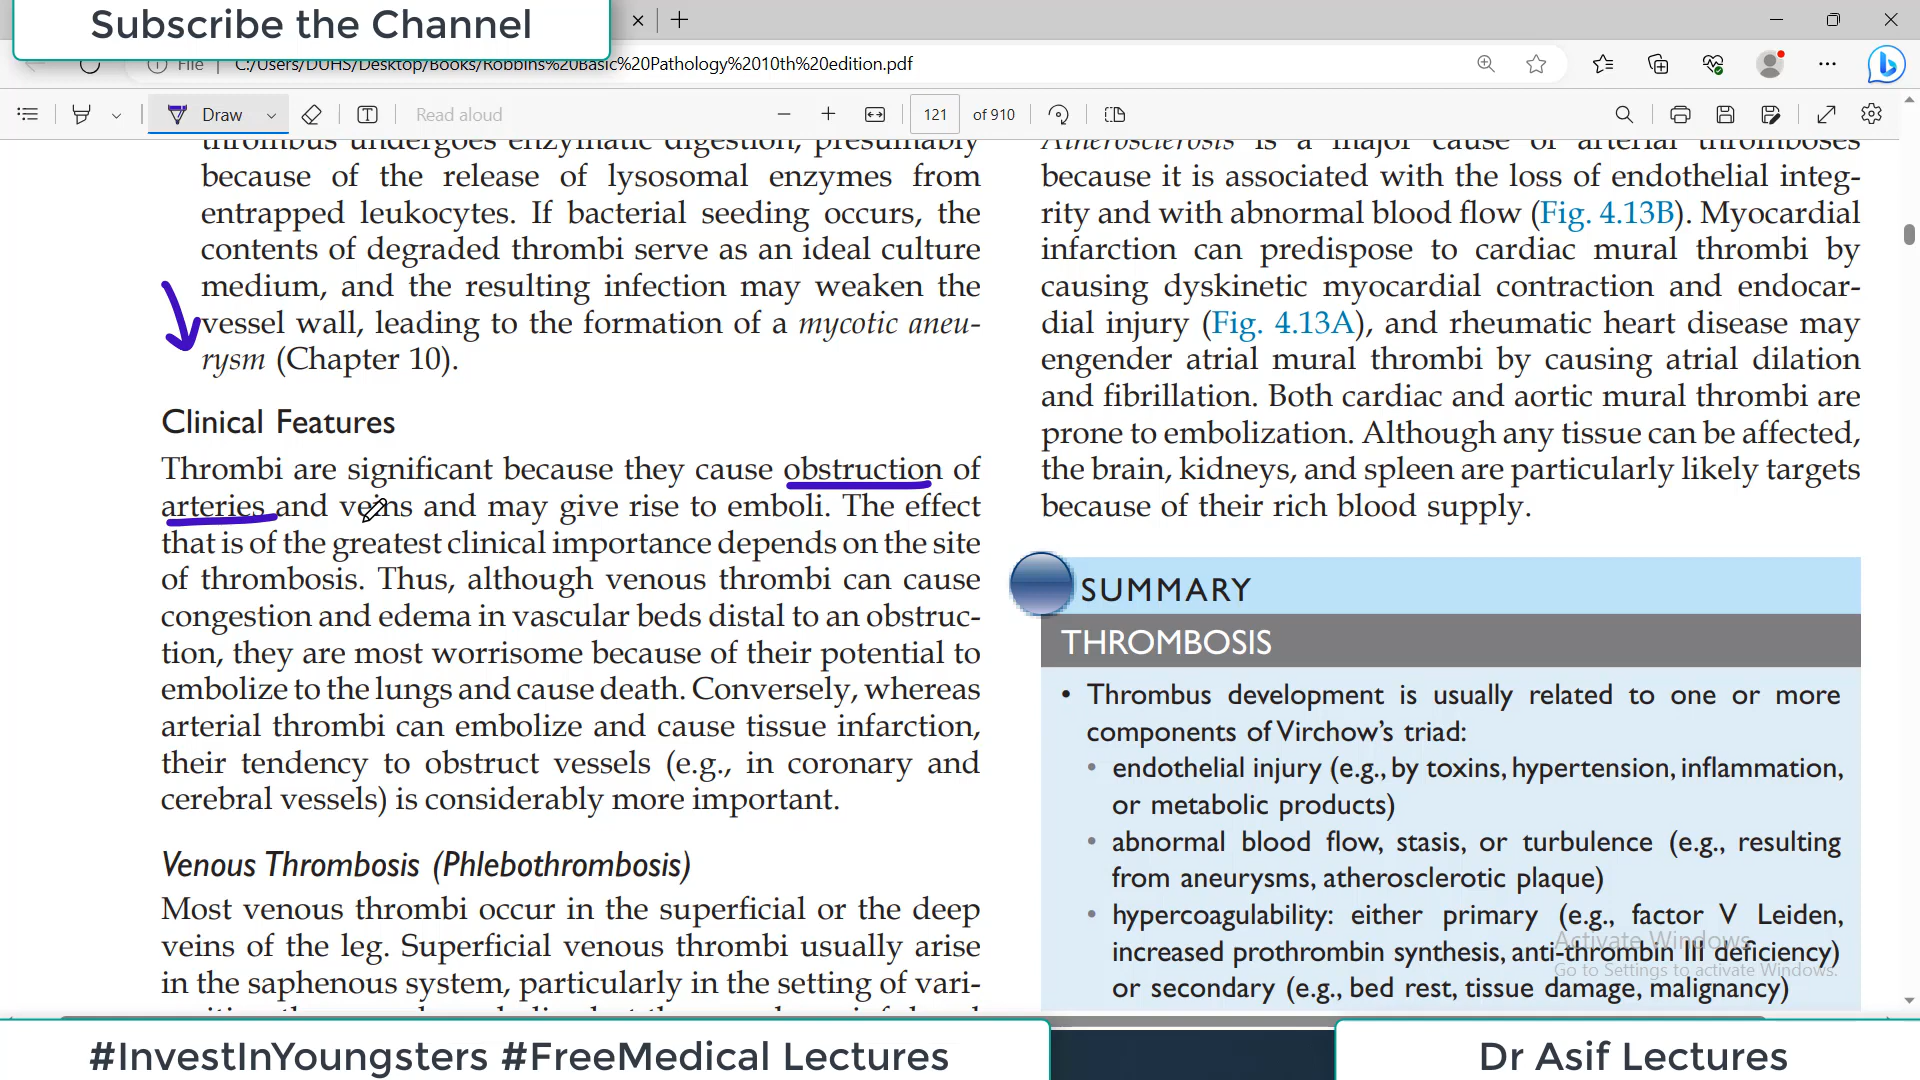 Subscribe the Channel
File
C:/Users/DUHS/Desktop/Books/Robbins%20Basic%20Pathology%2010th%20edition.pdf
Draw
Read aloud
121 of 910
thrombus undergoes enzymatic digestion, presumably
because of the release of lysosomal enzymes from
entrapped leukocytes. If bacterial seeding occurs, the
contents of degraded thrombi serve as an ideal culture
medium, and the resulting infection may weaken the
vessel wall, leading to the formation of a mycotic aneu-
rysm (Chapter 10).
Clinical Features
Thrombi are significant because they cause obstruction of
arteries and veins and may give rise to emboli. The effect
that is of the greatest clinical importance depends on the site
of thrombosis. Thus, although venous thrombi can cause
congestion and edema in vascular beds distal to an obstruc-
tion, they are most worrisome because of their potential to
embolize to the lungs and cause death. Conversely, whereas
arterial thrombi can embolize and cause tissue infarction,
their tendency to obstruct vessels (e.g., in coronary and
cerebral vessels) is considerably more important.
Venous Thrombosis (Phlebothrombosis)
Most venous thrombi occur in the superficial or the deep
veins of the leg. Superficial venous thrombi usually arise
in the saphenous system, particularly in the setting of vari-
Atherosclerosis is a major cause of arterial thromboses
because it is associated with the loss of endothelial integ-
rity and with abnormal blood flow (Fig. 4.13B). Myocardial
infarction can predispose to cardiac mural thrombi by
causing dyskinetic myocardial contraction and endocar-
dial injury (Fig. 4.13A), and rheumatic heart disease may
engender atrial mural thrombi by causing atrial dilation
and fibrillation. Both cardiac and aortic mural thrombi are
prone to embolization. Although any tissue can be affected,
the brain, kidneys, and spleen are particularly likely targets
because of their rich blood supply.
SUMMARY
THROMBOSIS
• Thrombus development is usually related to one or more
components of Virchow's triad:
• endothelial injury (e.g., by toxins, hypertension, inflammation,
or metabolic products)
• abnormal blood flow, stasis, or turbulence (e.g., resulting
from aneurysms, atherosclerotic plaque)
• hypercoagulability: either primary (e.g., factor V Leiden,
increased prothrombin synthesis, anti-thrombin III deficiency)
or secondary (e.g., bed rest, tissue damage, malignancy)
Activate Windows
Go to Settings to activate Windows.
#InvestInYoungsters #FreeMedical Lectures
Dr Asif Lectures